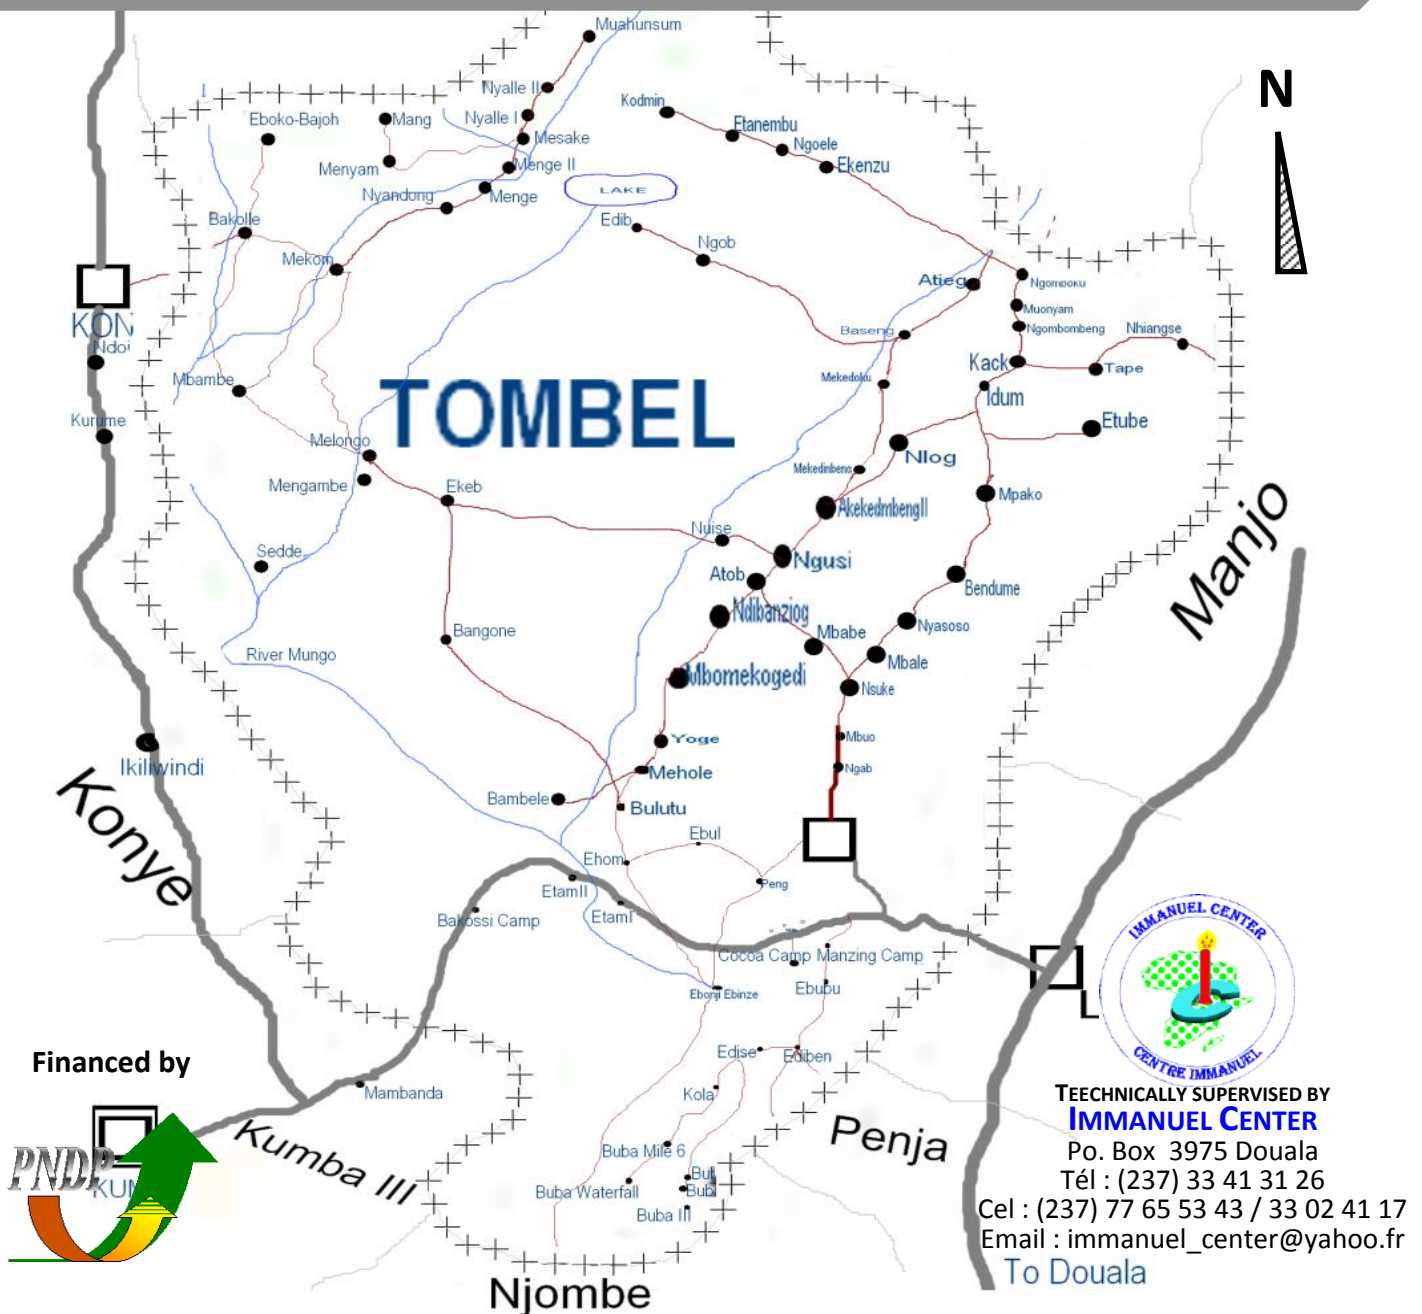 Muahunsum
N
Nyalle II
Kodmin
Eboko-Bajoh
Mang
Nyalle I
Etanembu
Mesake
Ngoele
Menyam
Menge II
Ekenzu
Nyandong
Menge
LAKE
Bakolle
Edib
Ngob
Mekom
Atieg
Ngompoku
Muonyam
KON
Ndoi
Baseng
Ngombombeng
Nhiangse
Mbambe
Mekedoku
Kack
Tape
Idum
TOMBEL
Kurume
Etube
Melongo
Nlog
Mengambe
Ekeb
Mekedinbeng
Mpako
Akekedmbengll
Manjo
Nuise
Sedde
Ngusi
Atob
Bendume
Ndibanziog
Bangone
Mbabe
Nyasoso
River Mungo
Mbale
Mbomekogedi
Nsuke
Yoge
Mbuo
Ikiliwindi
Mehole
Ngab
Konye
Bambele
Bulutu
Ebul
Ehom
EtamII
Peng
Bakossi Camp
EtamI
IMMANUEL CENTER
Cocoa Camp
Manzing Camp
Ebonji Ebinze
Ebubu
L
CENTRE IMMANUEL
Financed by
Edise
Ediben
Mambanda
Kola
TEECHNICALLY SUPERVISED BY
IMMANUEL CENTER
Kumba III
Penja
Po. Box 3975 Douala
PNDP
Buba Mile 6
Tél : (237) 33 41 31 26
KUM
Buba Waterfall
But
Bubl
Cel : (237) 77 65 53 43 / 33 02 41 17
Buba III
Email : immanuel_center@yahoo.fr
To Douala
Njombe